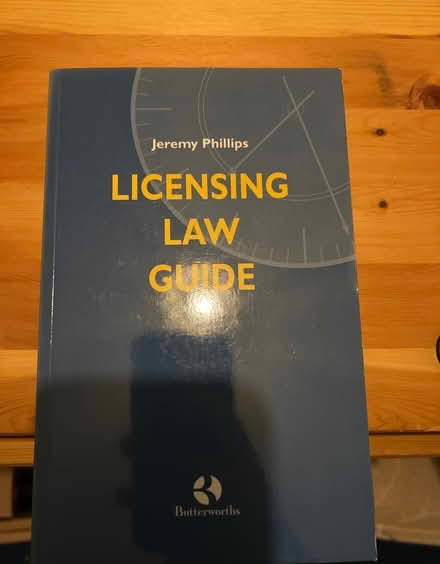 Jeremy Phillips
LICENSING
LAW
GUIDE
Butterworths